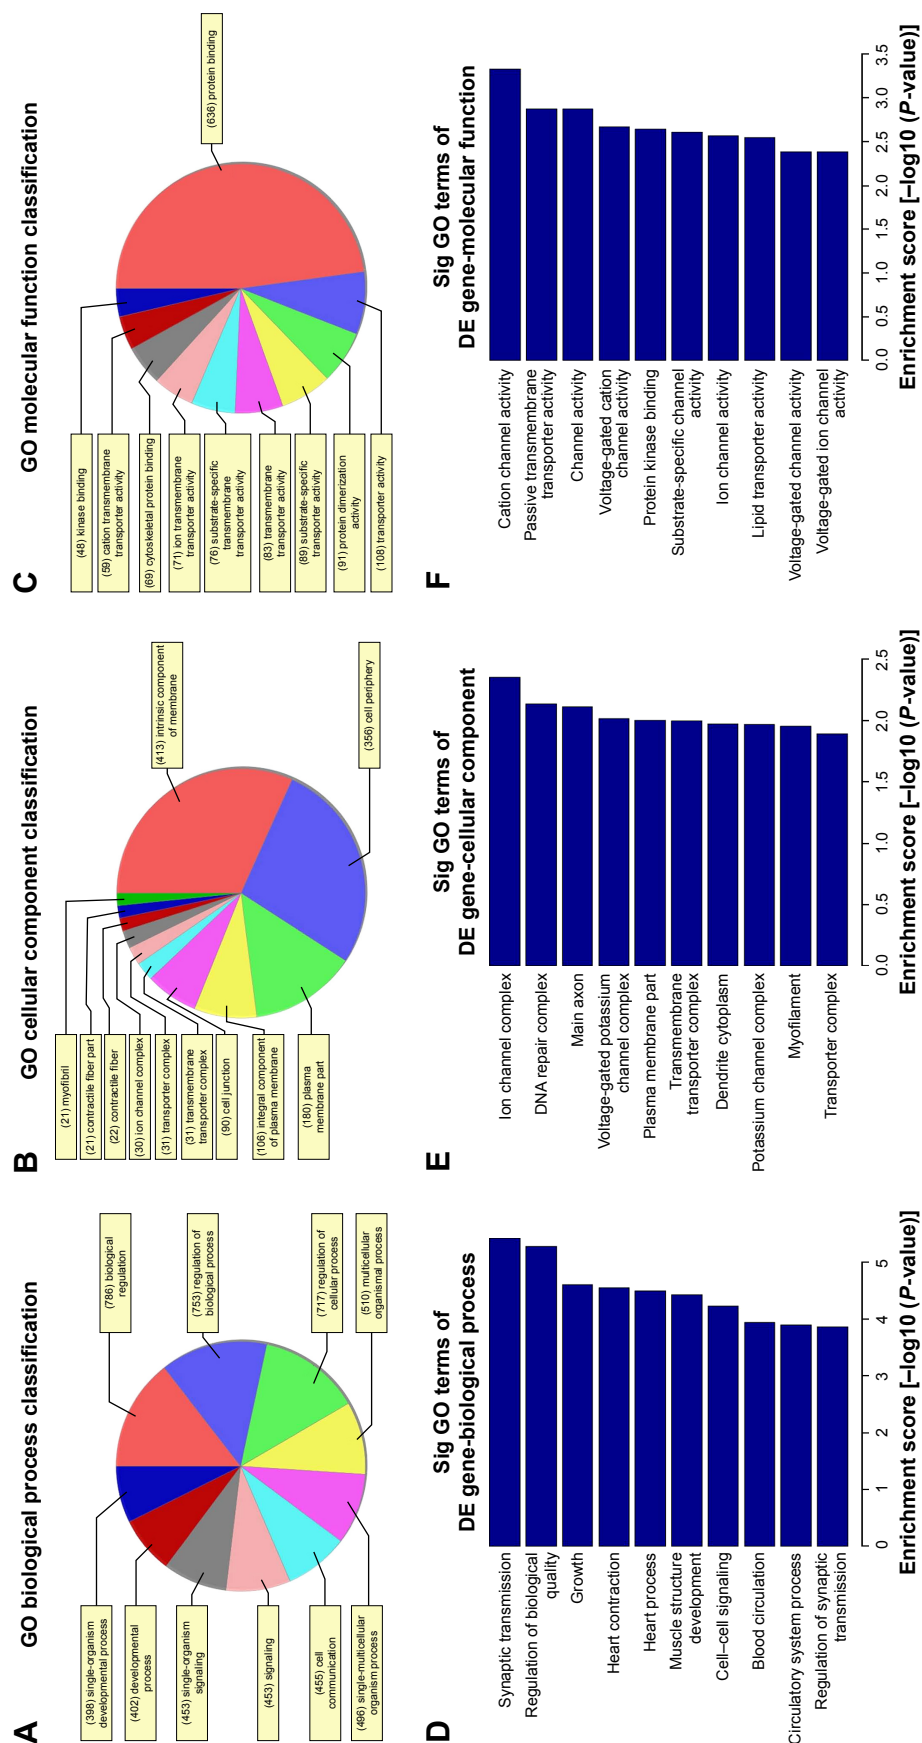 A
GO biological process classification
(786) biological
regulation
(753) regulation of
biological process
(717) regulation of
cellular process
(510) multicellular
organismal process
(398) single-organism
developmental process
(402) developmental
process
(453) single-organism
signaling
(453) signaling
(455) cell
communication
(496) single-multicellular
organism process
B
GO cellular component classification
(413) intrinsic component
of membrane
(356) cell periphery
(21) myofibril
(21) contractile fiber part
(22) contractile fiber
(30) ion channel complex
(31) transporter complex
(31) transmembrane
transporter complex
(90) cell junction
(106) integral component
of plasma membrane
(180) plasma
membrane part
C
GO molecular function classification
(636) protein binding
(48) kinase binding
(59) cation transmembrane
transporter activity
(69) cytoskeletal protein binding
(71) ion transmembrane
transporter activity
(76) substrate-specific
transmembrane
transporter activity
(83) transmembrane
transporter activity
(89) substrate-specific
transporter activity
(91) protein dimerization
activity
(108) transporter activity
D
Sig GO terms of
DE gene-biological process
Synaptic transmission
Regulation of biological
quality
Growth
Heart contraction
Heart process
Muscle structure
development
Cell–cell signaling
Blood circulation
Circulatory system process
Regulation of synaptic
transmission
0 1 2 3 4 5
Enrichment score [–log10 (P-value)]
E
Sig GO terms of
DE gene-cellular component
Ion channel complex
DNA repair complex
Main axon
Voltage-gated potassium
channel complex
Plasma membrane part
Transmembrane
transporter complex
Dendrite cytoplasm
Potassium channel complex
Myofilament
Transporter complex
0.0 0.5 1.0 1.5 2.0 2.5
Enrichment score [–log10 (P-value)]
F
Sig GO terms of
DE gene-molecular function
Cation channel activity
Passive transmembrane
transporter activity
Channel activity
Voltage-gated cation
channel activity
Protein kinase binding
Substrate-specific channel
activity
Ion channel activity
Lipid transporter activity
Voltage-gated channel activity
Voltage-gated ion channel
activity
0.0 0.5 1.0 1.5 2.0 2.5 3.0 3.5
Enrichment score [–log10 (P-value)]